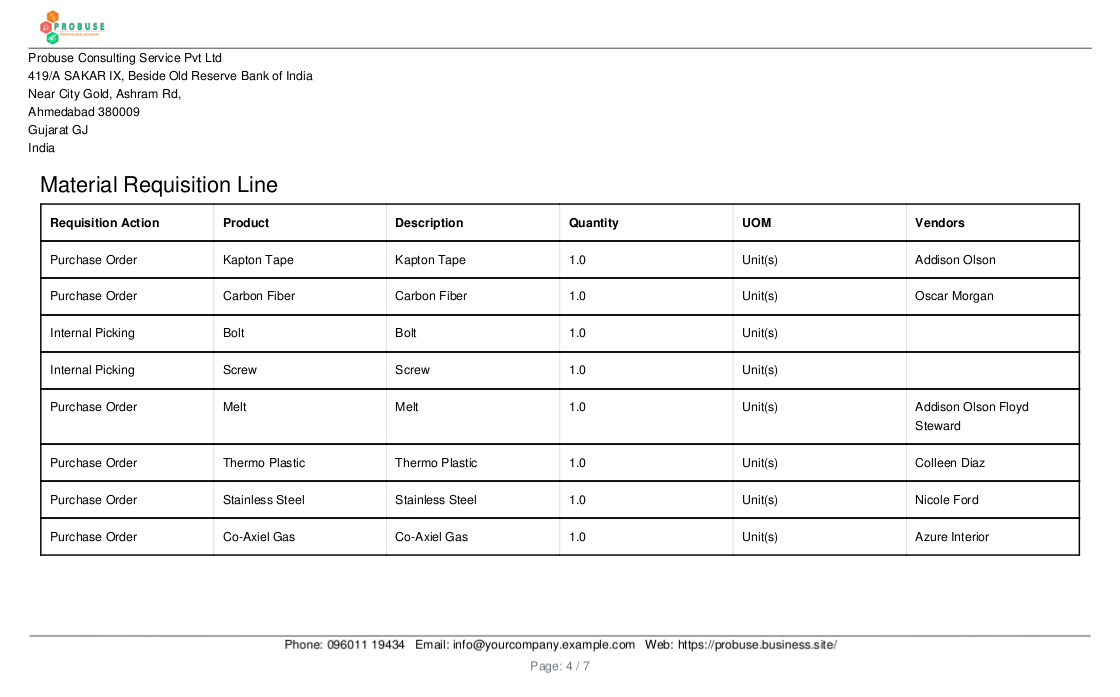 PROBUSE
Probuse Consulting Service Pvt Ltd
419/A SAKAR IX, Beside Old Reserve Bank of India
Near City Gold, Ashram Rd,
Ahmedabad 380009
Gujarat GJ
India
Material Requisition Line
Requisition Action Product Description Quantity UOM Vendors
Purchase Order Kapton Tape Kapton Tape 1.0 Unit(s) Addison Olson
Purchase Order Carbon Fiber Carbon Fiber 1.0 Unit(s) Oscar Morgan
Internal Picking Bolt Bolt 1.0 Unit(s)
Internal Picking Screw Screw 1.0 Unit(s)
Purchase Order Melt Melt 1.0 Unit(s) Addison Olson Floyd
Steward
Purchase Order Thermo Plastic Thermo Plastic 1.0 Unit(s) Colleen Diaz
Purchase Order Stainless Steel Stainless Steel 1.0 Unit(s) Nicole Ford
Purchase Order Co-Axiel Gas Co-Axiel Gas 1.0 Unit(s) Azure Interior
Phone: 096011 19434 Email: info@yourcompany.example.com Web: https://probuse.business.site/
Page: 4 / 7